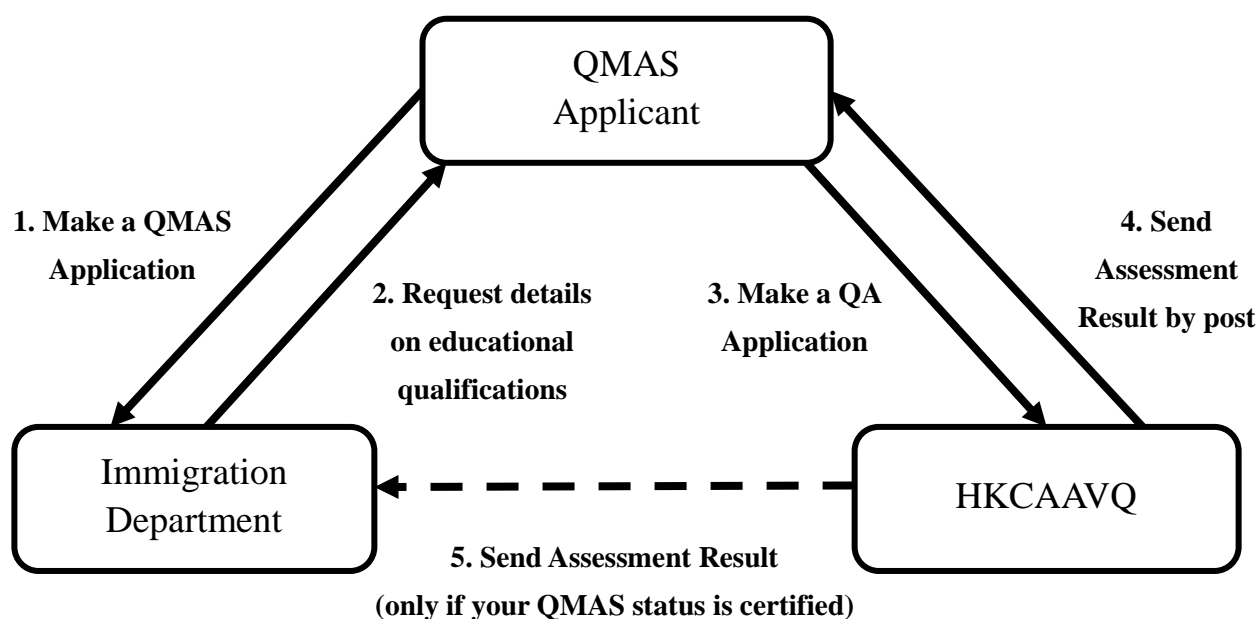 QMAS
Applicant
1. Make a QMAS
Application
2. Request details
on educational
qualifications
3. Make a QA
Application
4. Send
Assessment
Result by post
Immigration
Department
HKCAAVQ
5. Send Assessment Result
(only if your QMAS status is certified)